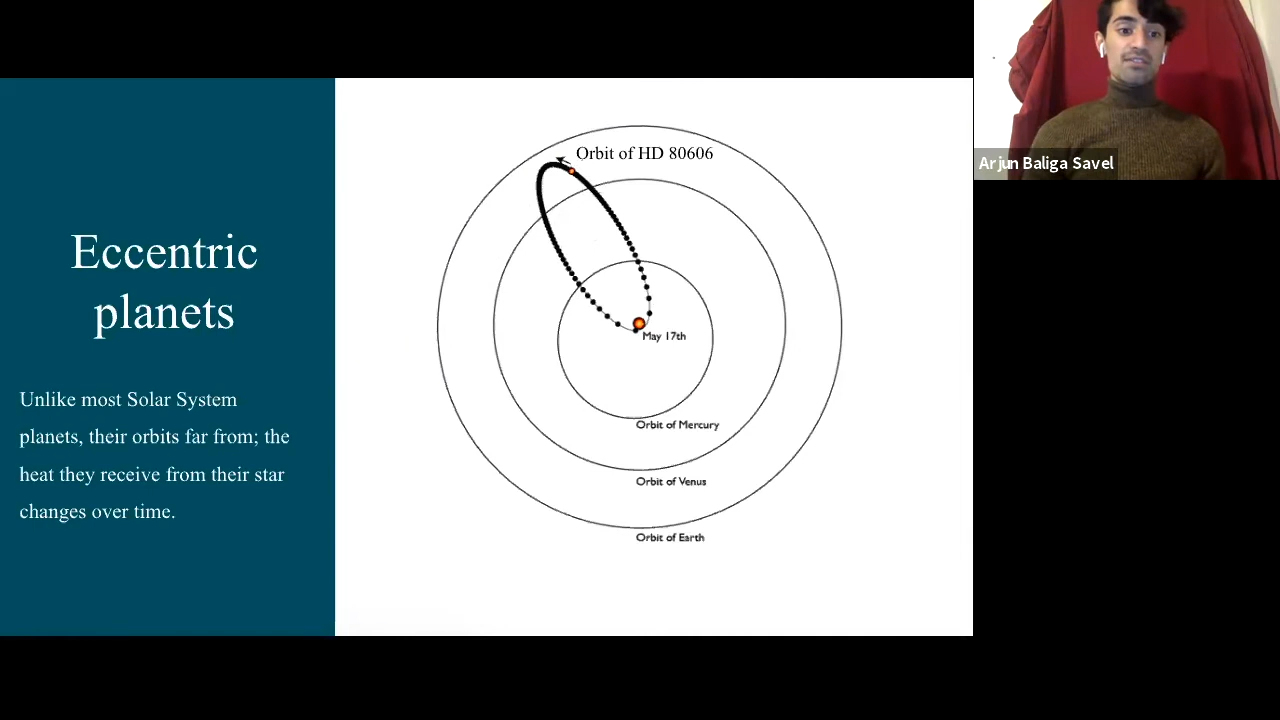 Eccentric
planets
Unlike most Solar System
planets, their orbits far from; the
heat they receive from their star
changes over time.
Orbit of HD 80606
May 17th
Orbit of Mercury
Orbit of Venus
Orbit of Earth
Arjun Baliga Savel